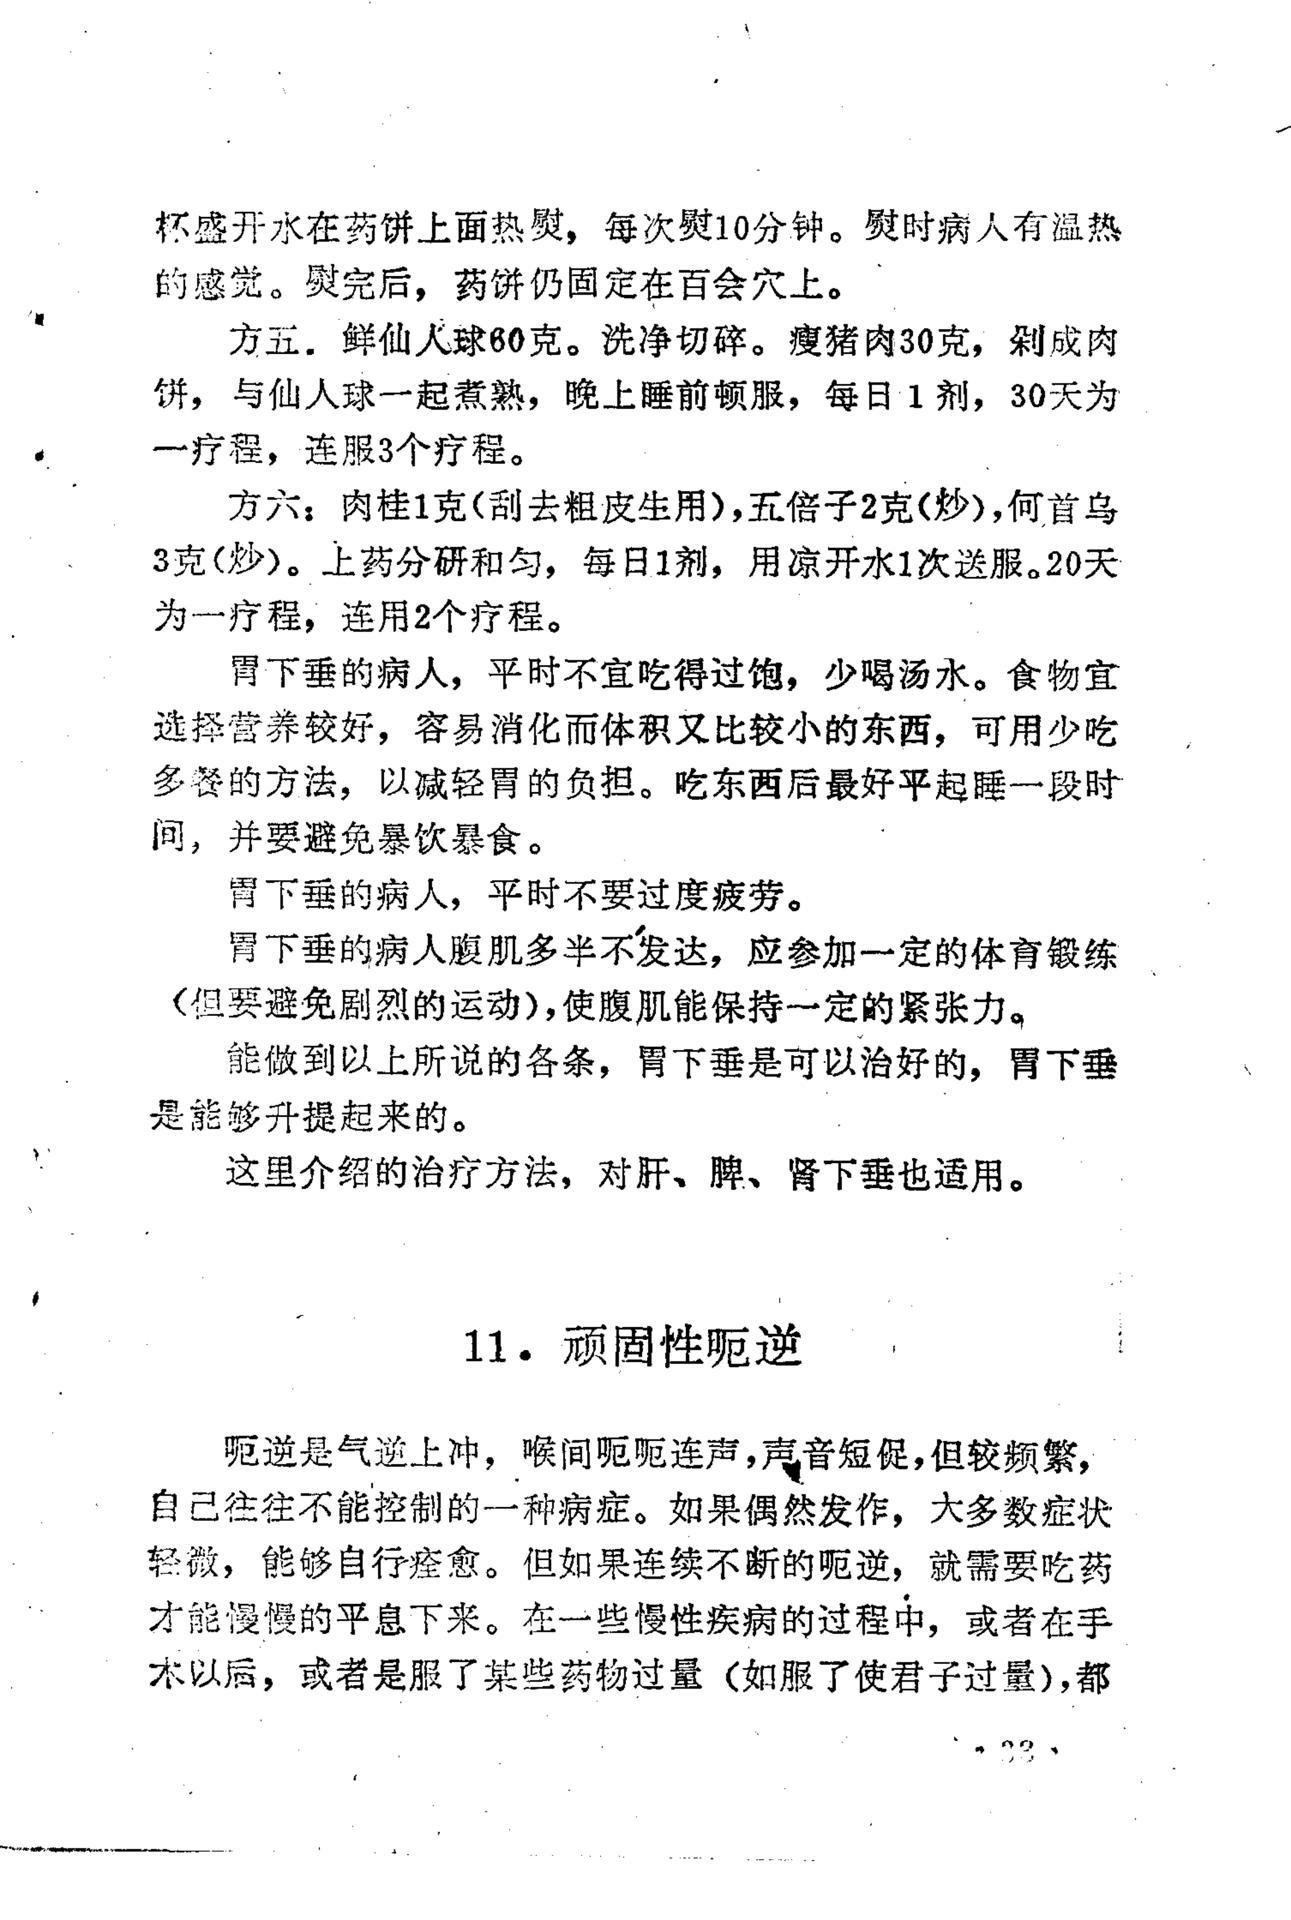 杯盛开水在药饼上面热熨，每次熨10分钟。熨时病人有温热
的感觉。熨完后，药饼仍固定在百会穴上。
方五．鲜仙人球60克。洗净切碎。瘦猪肉30克，剁成肉
饼，与仙人球一起煮熟，晚上睡前顿服，每日1剂，30天为
一疗程，连服3个疗程。
方六：肉桂1克(刮去粗皮生用)，五倍子2克(炒)，何首乌
3克(炒)。上药分研和匀，每日1剂，用凉开水1次送服。20天
为一疗程，连用2个疗程。
胃下垂的病人，平时不宜吃得过饱，少喝汤水。食物宜
选择营养较好，容易消化而体积又比较小的东西，可用少吃
多餐的方法，以减轻胃的负担。吃东西后最好平起睡一段时
间，并要避免暴饮暴食。
胃下垂的病人，平时不要过度疲劳。
胃下垂的病人腹肌多半不发达，应参加一定的体育锻练
(但要避免剧烈的运动)，使腹肌能保持一定的紧张力。
能做到以上所说的各条，胃下垂是可以治好的，胃下垂
是能够升提起来的。
这里介绍的治疗方法，对肝、脾、肾下垂也适用。
11．顽固性呃逆
呃逆是气逆上冲，喉间呃呃连声，声音短促，但较频繁，
自己往往不能控制的一种病症。如果偶然发作，大多数症状
轻微，能够自行痊愈。但如果连续不断的呃逆，就需要吃药
才能慢慢的平息下来。在一些慢性疾病的过程中，或者在手
术以后，或者是服了某些药物过量（如服了使君子过量），都